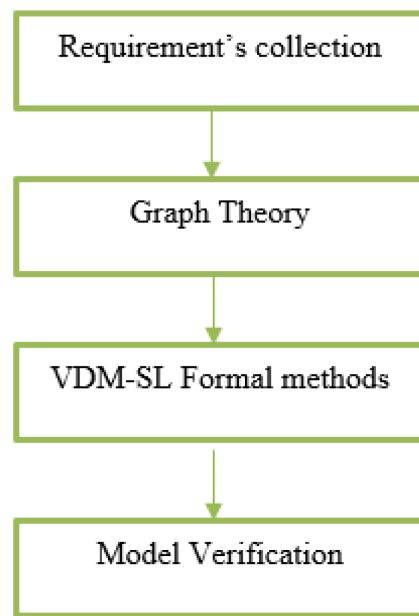 Requirement’s collection
Graph Theory
VDM-SL Formal methods
Model Verification